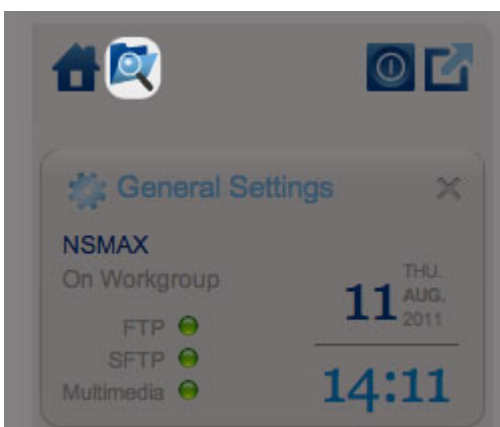 General Settings
NSMAX
On Workgroup
THU.
11 AUG.
2011
FTP
SFTP
Multimedia
14:11